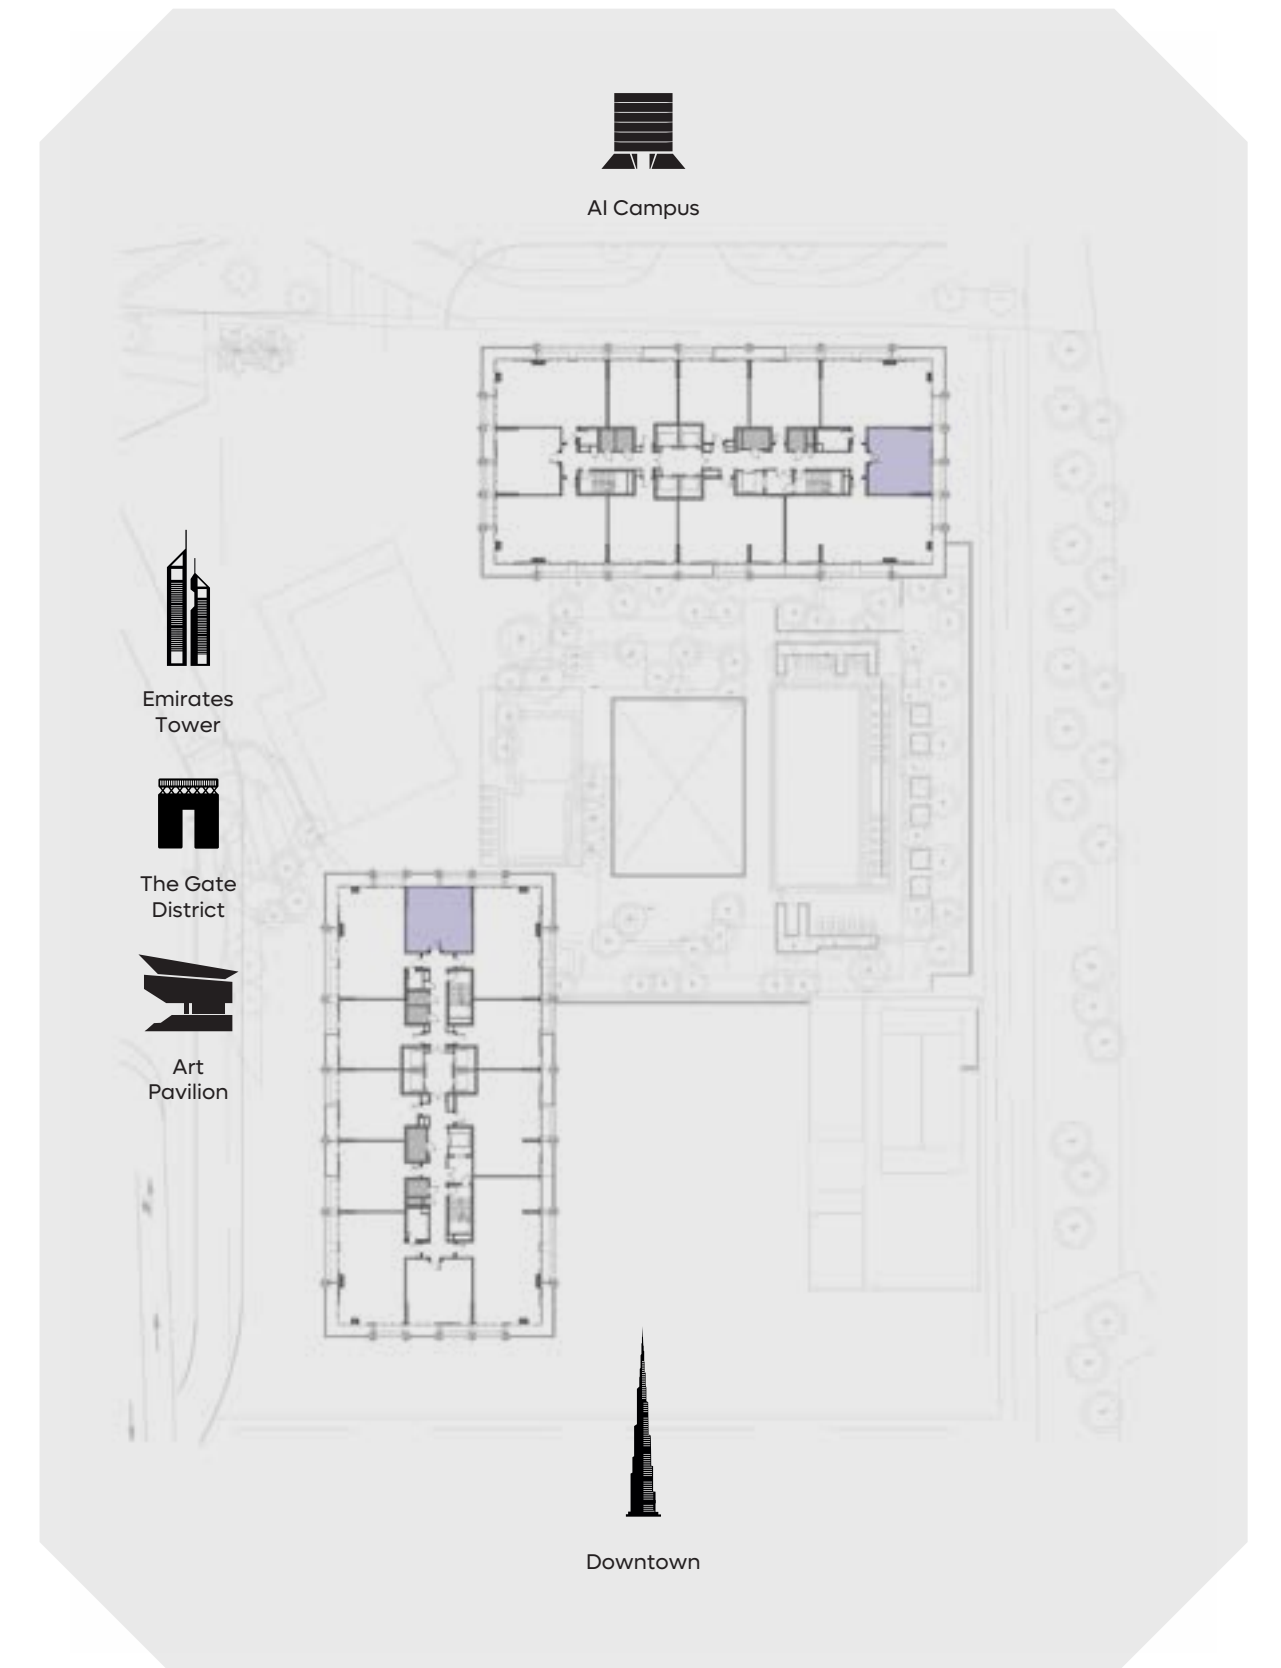 AI Campus
Emirates
Tower
The Gate
District
Art
Pavilion
Downtown